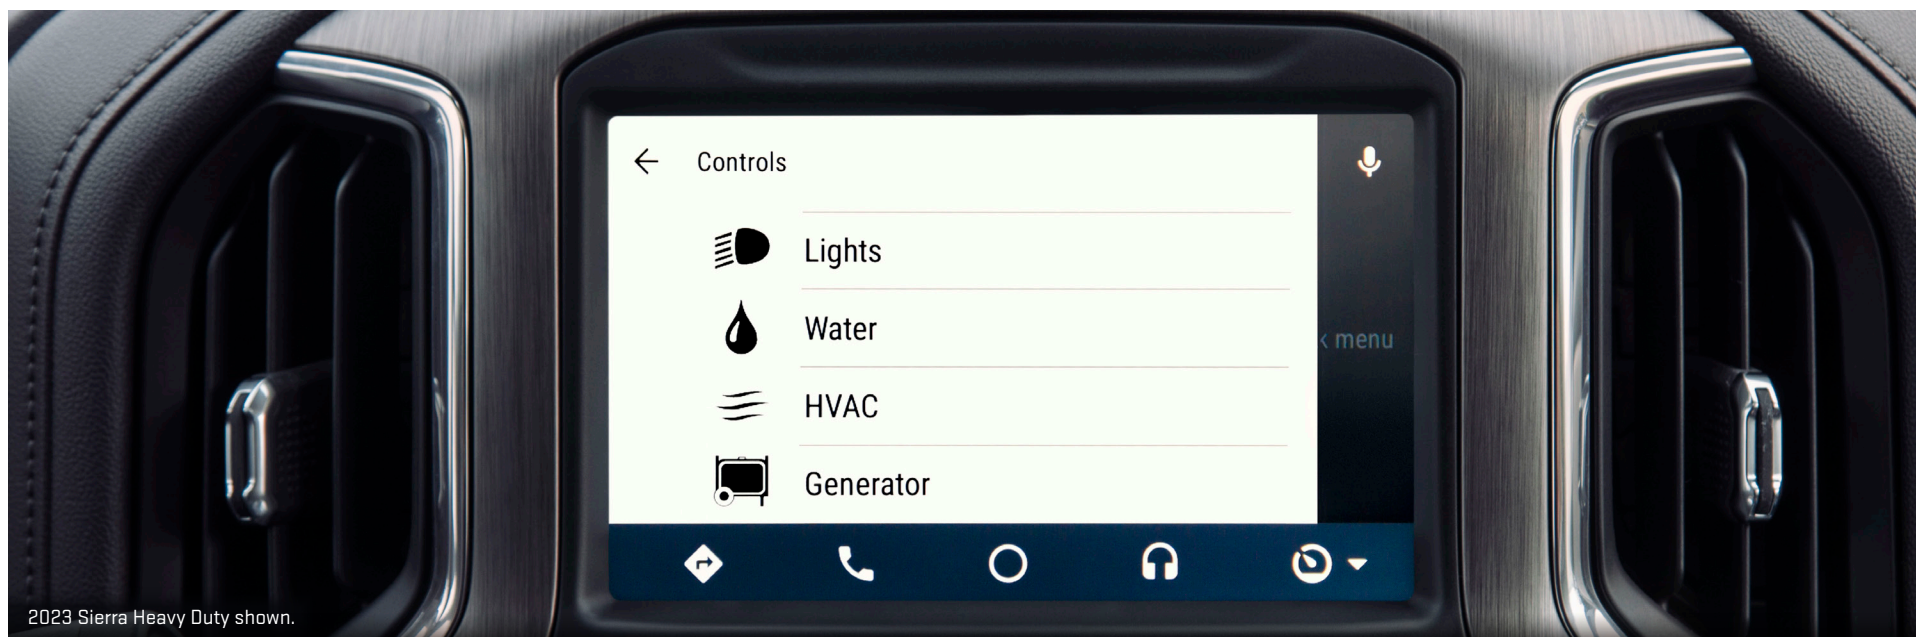 Controls
Lights
Water
k menu
HVAC
Generator
2023 Sierra Heavy Duty shown.